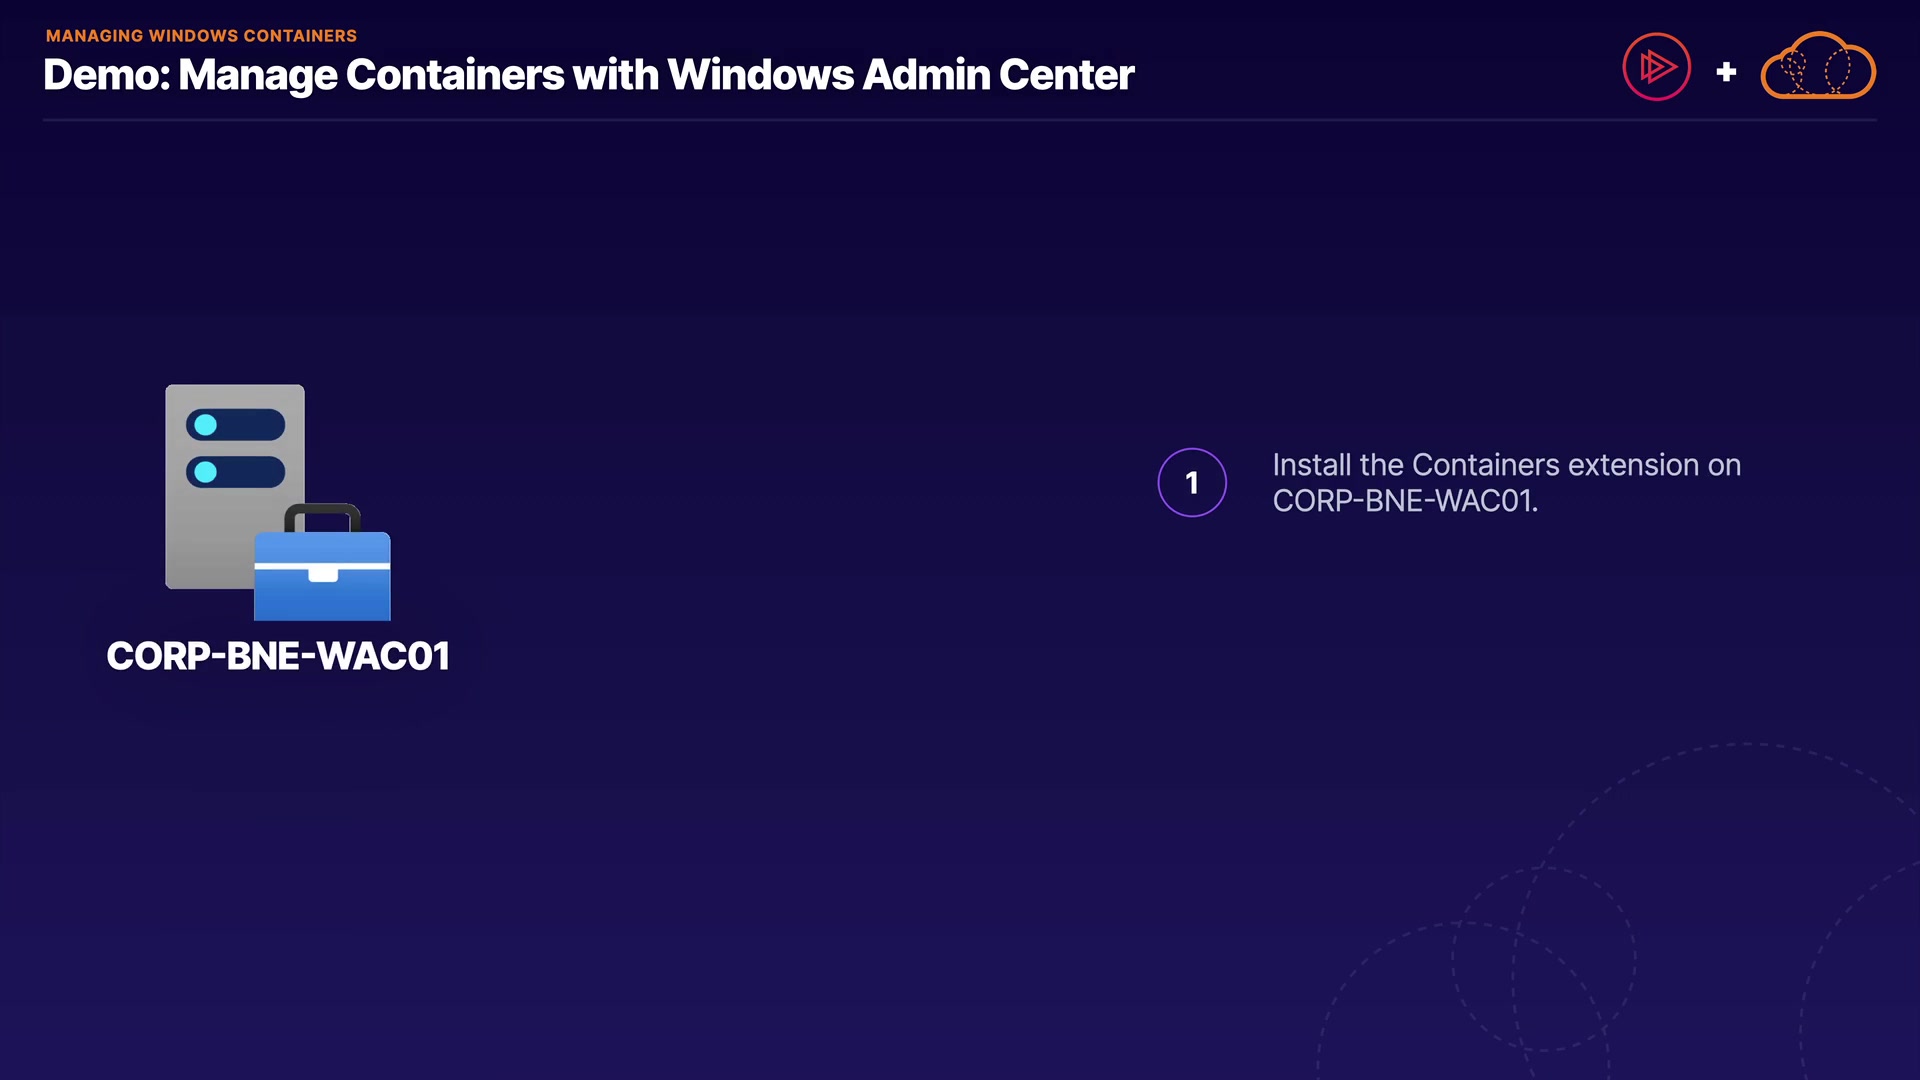 MANAGING WINDOWS CONTAINERS
Demo: Manage Containers with Windows Admin Center
CORP-BNE-WAC01
1
Install the Containers extension on
CORP-BNE-WAC01.